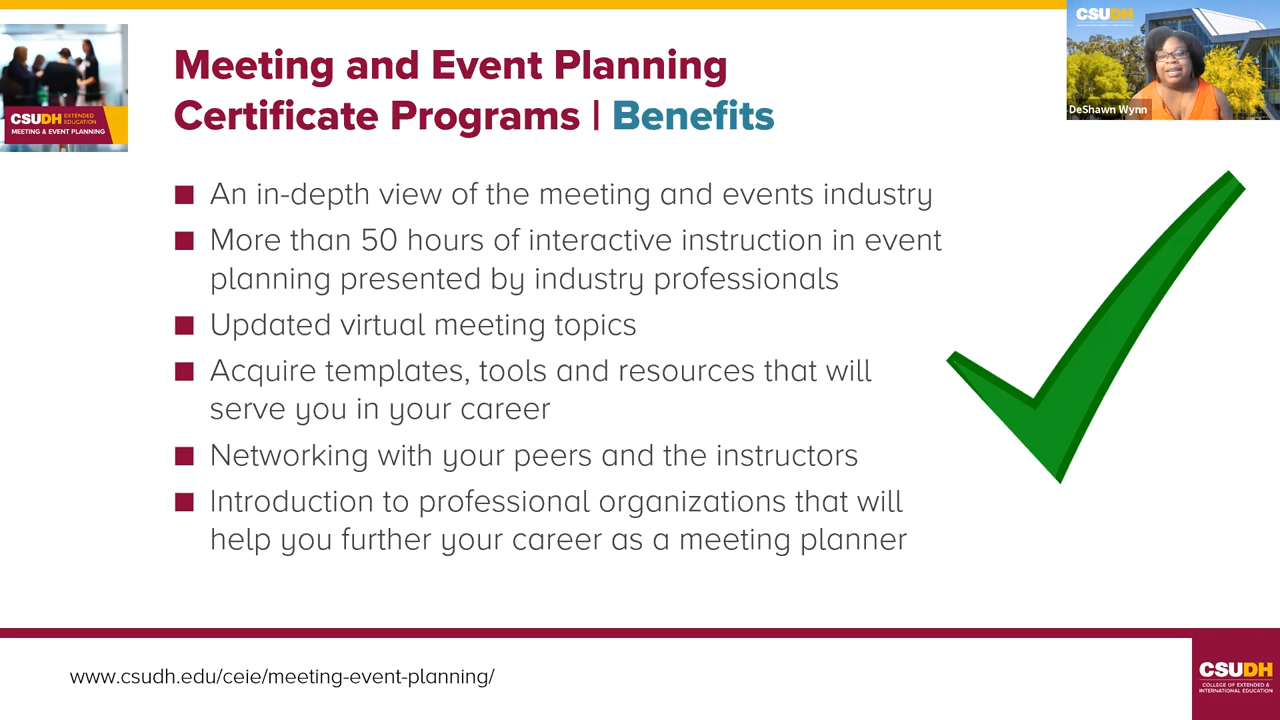 CSUDH EXTENDED
EDUCATION
MEETING & EVENT PLANNING
Meeting and Event Planning
Certificate Programs | Benefits
CSUDH
DeShawn Wynn
An in-depth view of the meeting and events industry
More than 50 hours of interactive instruction in event
planning presented by industry professionals
Updated virtual meeting topics
Acquire templates, tools and resources that will
serve you in your career
Networking with your peers and the instructors
Introduction to professional organizations that will
help you further your career as a meeting planner
www.csudh.edu/ceie/meeting-event-planning/
CSUDH
COLLEGE OF EXTENDED &
INTERNATIONAL EDUCATION